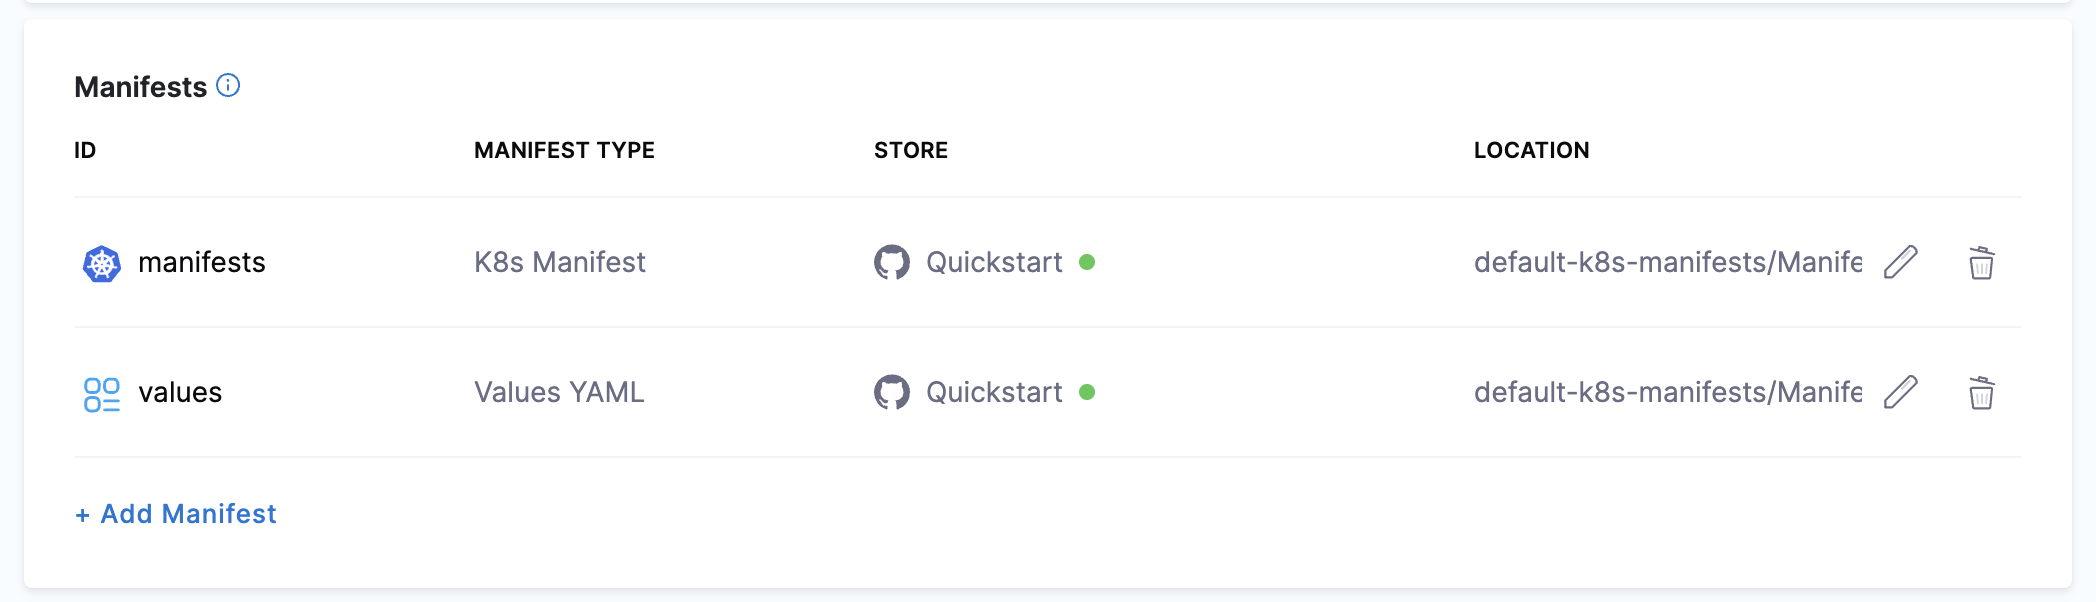 Manifests
ID MANIFEST TYPE STORE LOCATION
manifests K8s Manifest Quickstart default-k8s-manifests/Manife
values Values YAML Quickstart default-k8s-manifests/Manife
+ Add Manifest